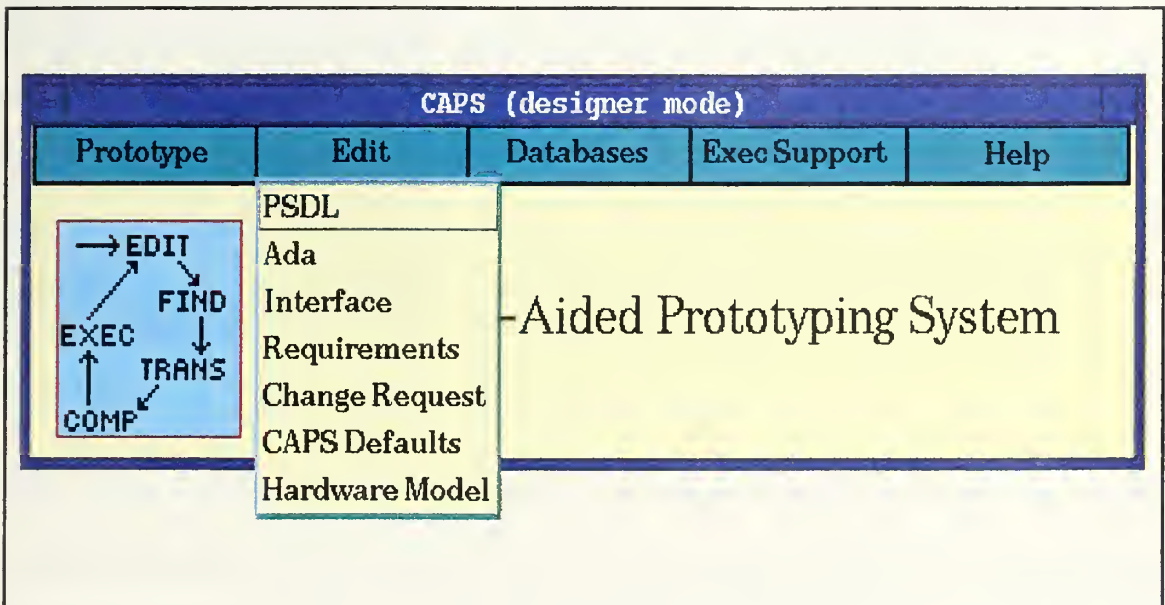 CAPS (designer mode)
Prototype Edit Databases Exec Support Help
PSDL
Ada
Interface
Requirements
Change Request
CAPS Defaults
Hardware Model
EDIT
FIND
EXEC
TRANS
COMP
-Aided Prototyping System